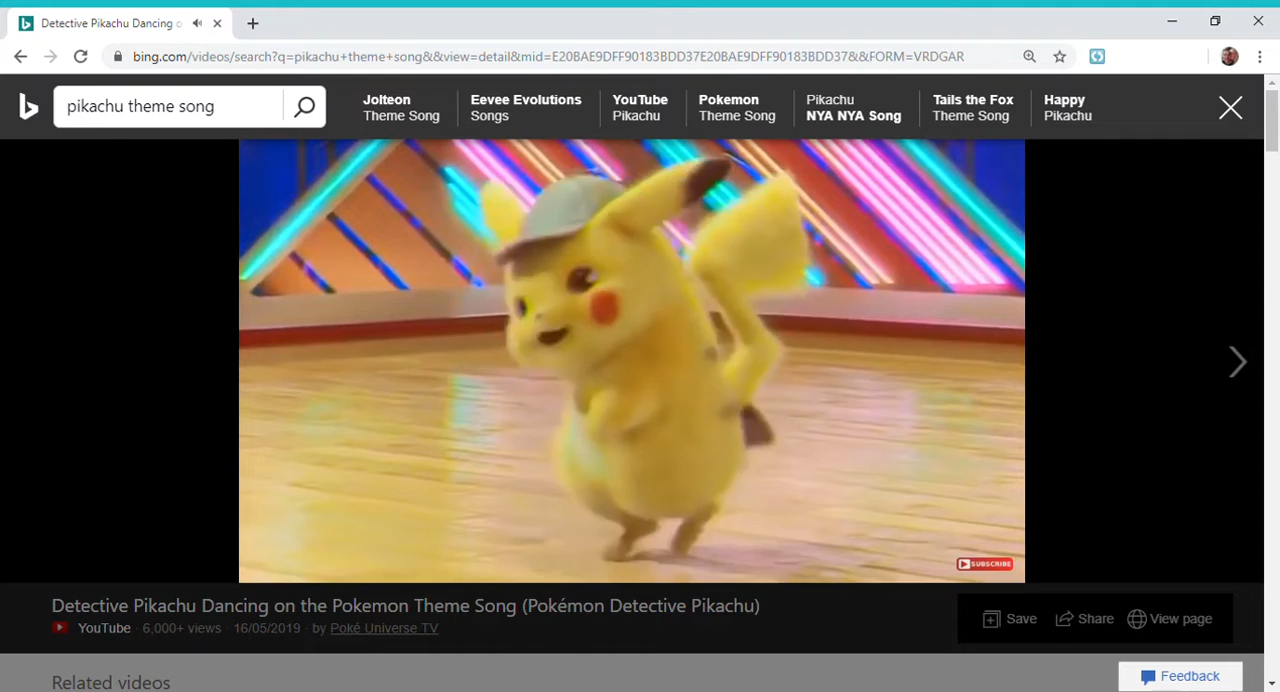 Detective Pikachu Dancing o
bing.com/videos/search?q=pikachu+theme+song&&view=detail&mid=E20BAE9DFF90183BDD37E20BAE9DFF90183BDD37&&FORM=VRDGAR
pikachu theme song
Jolteon
Theme Song
Eevee Evolutions
Songs
YouTube
Pikachu
Pokemon
Theme Song
Pikachu
NYA NYA Song
Tails the Fox
Theme Song
Happy
Pikachu
SUBSCRIBE
Detective Pikachu Dancing on the Pokemon Theme Song (Pokémon Detective Pikachu)
YouTube · 6,000+ views · 16/05/2019 · by Poké Universe TV
Save
Share
View page
Related videos
Feedback